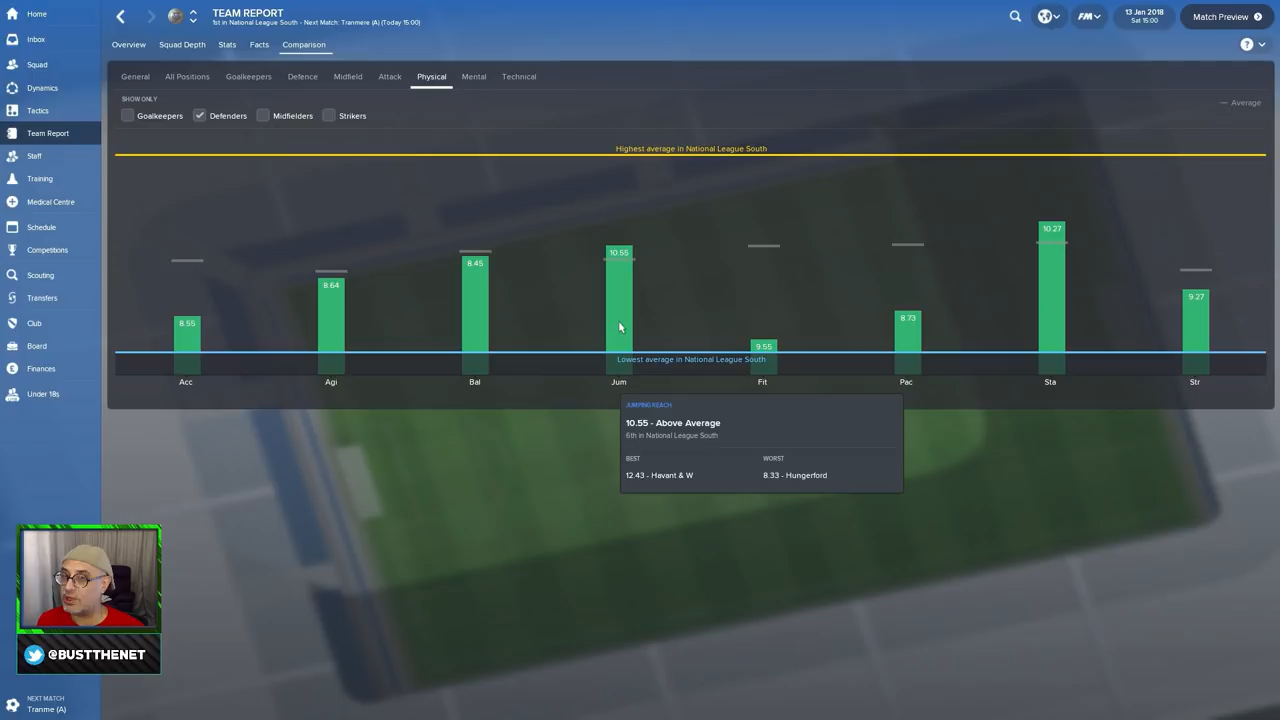 TEAM REPORT
1st in National League South - Next Match: Tranmere (A) (Today 15:00)
FM
13 Jan 2018
Sat 15:00
Match Preview
Home
Inbox
Squad
Dynamics
Tactics
Team Report
Staff
Training
Medical Centre
Schedule
Competitions
Scouting
Transfers
Club
Board
Finances
Under 18s
NEXT MATCH
Tranme (A)
Overview Squad Depth Stats Facts Comparison
?
General All Positions Goalkeepers Defence Midfield Attack Physical Mental Technical
SHOW ONLY
Goalkeepers Defenders Midfielders Strikers
Average
Highest average in National League South
8.55 8.64 8.45 10.55 9.55 8.73 10.27 9.27
Lowest average in National League South
Acc Agi Bal Jum Fit Pac Sta Str
JUMPING REACH
10.55 - Above Average
6th in National League South
BEST WORST
12.43 - Havant & W 8.33 - Hungerford
@BUSTTHENET